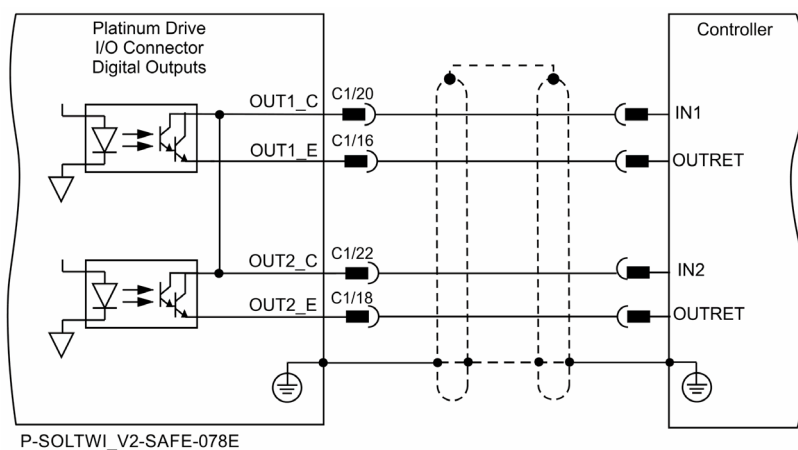 Platinum Drive
I/O Connector
Digital Outputs
Controller
OUT1_C
C1/20
IN1
OUT1_E
C1/16
OUTRET
OUT2_C
C1/22
IN2
OUT2_E
C1/18
OUTRET
P-SOLTWI_V2-SAFE-078E